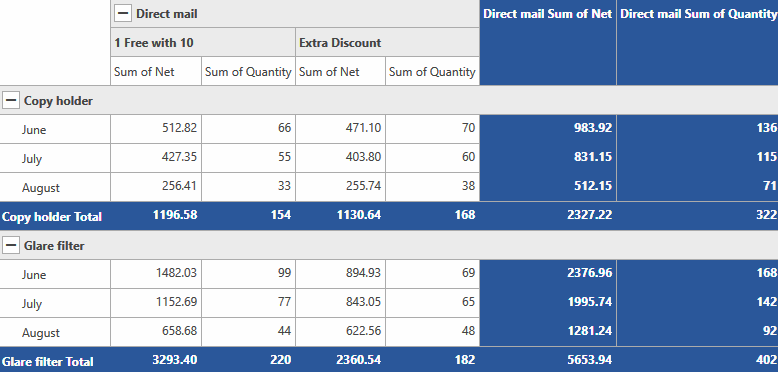 Direct mail Direct mail Sum of Net Direct mail Sum of Quantity
1 Free with 10 Extra Discount
Sum of Net Sum of Quantity Sum of Net Sum of Quantity
Copy holder
June 512.82 66 471.10 70 983.92 136
July 427.35 55 403.80 60 831.15 115
August 256.41 33 255.74 38 512.15 71
Copy holder Total 1196.58 154 1130.64 168 2327.22 322
Glare filter
June 1482.03 99 894.93 69 2376.96 168
July 1152.69 77 843.05 65 1995.74 142
August 658.68 44 622.56 48 1281.24 92
Glare filter Total 3293.40 220 2360.54 182 5653.94 402